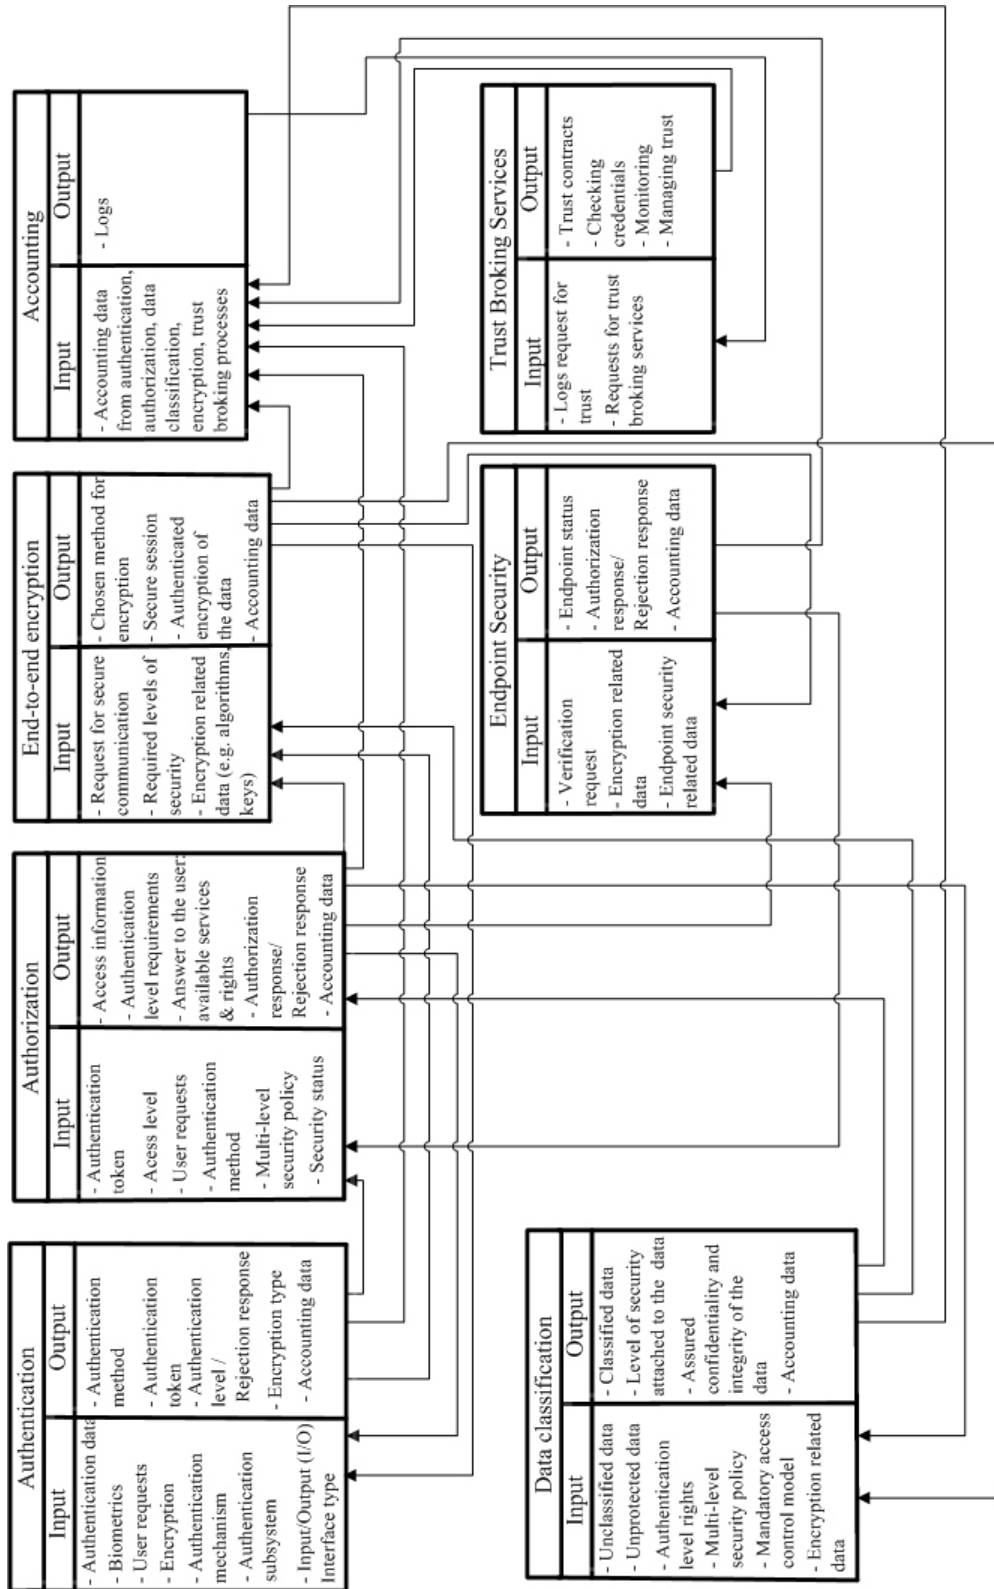 Authentication
Input
Output
- Authentication data
- Biometrics
- User requests
- Encryption
- Authentication
mechanism
- Authentication
subsystem
- Input/Output (I/O)
Interface type
- Authentication
method
- Authentication
token
- Authentication
level /
Rejection response
- Encryption type
- Accounting data
Authorization
Input
Output
- Authentication
token
- Acess level
- User requests
- Authentication
method
- Multi-level
security policy
- Security status
- Access information
- Authentication
level requirements
- Answer to the user:
available services
& rights
- Authorization
response/
Rejection response
- Accounting data
End-to-end encryption
Input
Output
- Request for secure
communication
- Required levels of
security
- Encryption related
data (e.g. algorithms,
keys)
- Chosen method for
encryption
- Secure session
- Authenticated
encryption of
the data
- Accounting data
Accounting
Input
Output
- Accounting data
from authentication,
authorization, data
classification,
encryption, trust
broking processes
- Logs
Data classification
Input
Output
- Unclassified data
- Unprotected data
- Authentication
level rights
- Multi-level
security policy
- Mandatory access
control model
- Encryption related
data
- Classified data
- Level of security
attached to the data
- Assured
confidentiality and
integrity of the
data
- Accounting data
Endpoint Security
Input
Output
- Verification
request
- Encryption related
data
- Endpoint security
related data
- Endpoint status
- Authorization
response/
Rejection response
- Accounting data
Trust Broking Services
Input
Output
- Logs request for
trust
- Requests for trust
broking services
- Trust contracts
- Checking
credentials
- Monitoring
- Managing trust